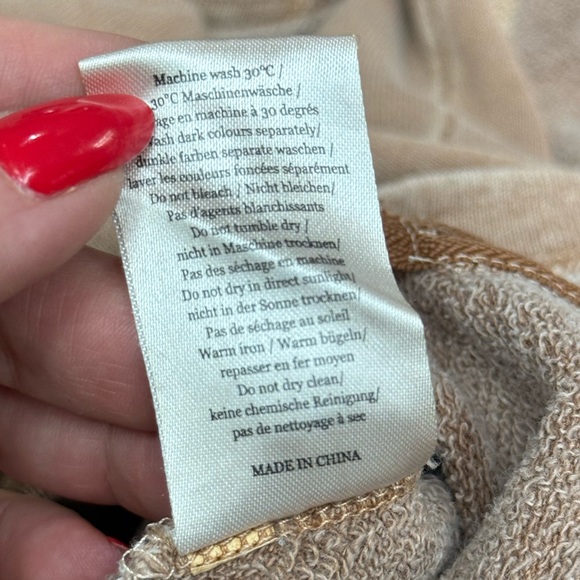 Machine wash 30°C /
30°C Maschinenwäsche /
en machine à 30 degrés
dark colours separately/
dunkle farben separate waschen /
laver les couleurs foncées séparément
Do not bleach / Nicht bleichen/
Pas d'agents blanchissants
Do not tumble dry /
nicht in Maschine trocknen/
Pas des séchage en machine
Do not dry in direct sunlight/
nicht in der Sonne trocknen/
Pas de séchage au soleil
Warm iron / Warm bügeln/
repasser en fer moyen
Do not dry clean/
keine chemische Reinigung/
pas de nettoyage à see
MADE IN CHINA